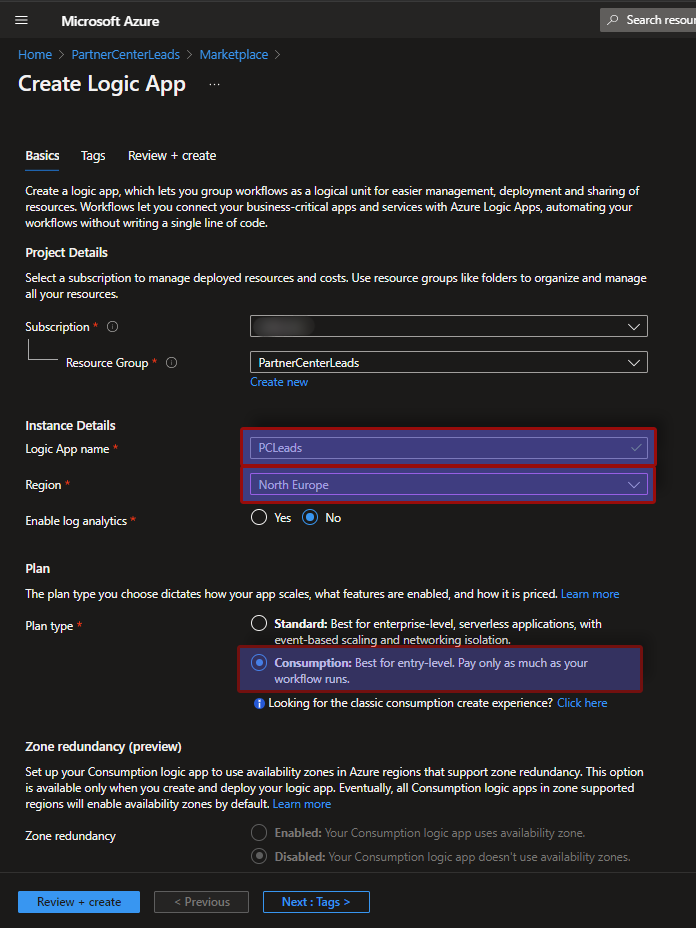 Microsoft Azure
Search resour
Home > PartnerCenterLeads > Marketplace >
Create Logic App ...
Basics Tags Review + create
Create a logic app, which lets you group workflows as a logical unit for easier management, deployment and sharing of
resources. Workflows let you connect your business-critical apps and services with Azure Logic Apps, automating your
workflows without writing a single line of code.
Project Details
Select a subscription to manage deployed resources and costs. Use resource groups like folders to organize and manage
all your resources.
Subscription *
Resource Group * PartnerCenterLeads
Create new
Instance Details
Logic App name * PCLeads
Region * North Europe
Enable log analytics * Yes No
Plan
The plan type you choose dictates how your app scales, what features are enabled, and how it is priced. Learn more
Plan type * Standard: Best for enterprise-level, serverless applications, with
event-based scaling and networking isolation.
Consumption: Best for entry-level. Pay only as much as your
workflow runs.
Looking for the classic consumption create experience? Click here
Zone redundancy (preview)
Set up your Consumption logic app to use availability zones in Azure regions that support zone redundancy. This option
is available only when you create and deploy your logic app. Eventually, all Consumption logic apps in zone supported
regions will enable availability zones by default. Learn more
Zone redundancy Enabled: Your Consumption logic app uses availability zone.
Disabled: Your Consumption logic app doesn't use availability zones.
Review + create < Previous Next : Tags >